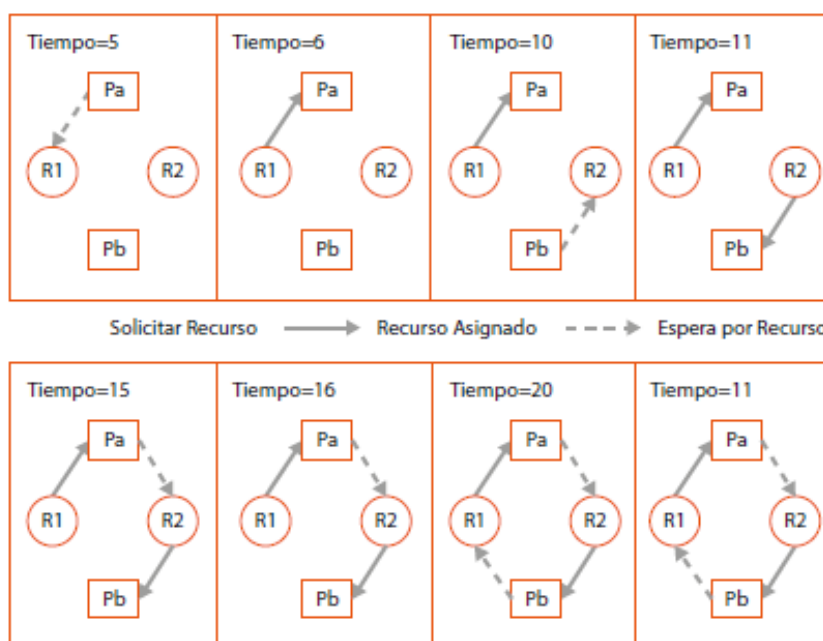 Tiempo=5 Tiempo=6 Tiempo=10 Tiempo=11
Pa Pa Pa Pa
R1 R2 R1 R2 R1 R2 R1 R2
Pb Pb Pb Pb
Solicitar Recurso Recurso Asignado Espera por Recurso
Tiempo=15 Tiempo=16 Tiempo=20 Tiempo=11
Pa Pa Pa Pa
R1 R2 R1 R2 R1 R2 R1 R2
Pb Pb Pb Pb